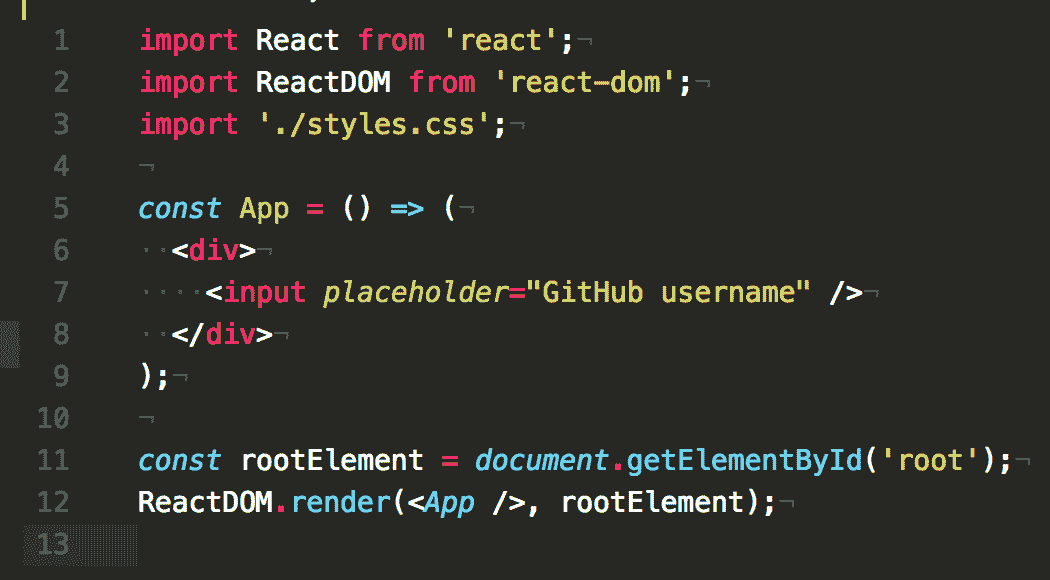 1 import React from 'react';¬
2 import ReactDOM from 'react-dom';¬
3 import './styles.css';¬
4 ¬
5 const App = () => (¬
6 ··<div>¬
7 ····<input placeholder="GitHub username" />¬
8 ··</div>¬
9 );¬
10 ¬
11 const rootElement = document.getElementById('root');¬
12 ReactDOM.render(<App />, rootElement);¬
13